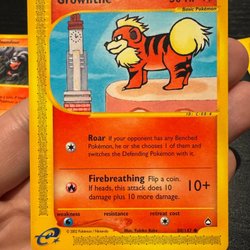 Growlithe
Basic Pokémon
Roar If your opponent has any Benched
Pokémon, he or she chooses 1 of them and
switches the Defending Pokémon with it.
Firebreathing Flip a coin.
If heads, this attack does 10
damage plus 10 more damage.
10+
weakness
resistance
retreat cost
e